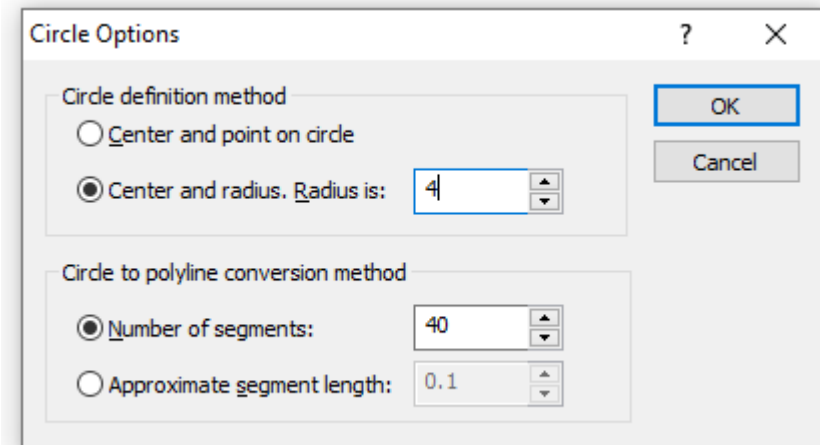 Circle Options
?
OK
Cancel
Circle definition method
Center and point on circle
Center and radius. Radius is:
4
Circle to polyline conversion method
Number of segments:
40
Approximate segment length:
0.1